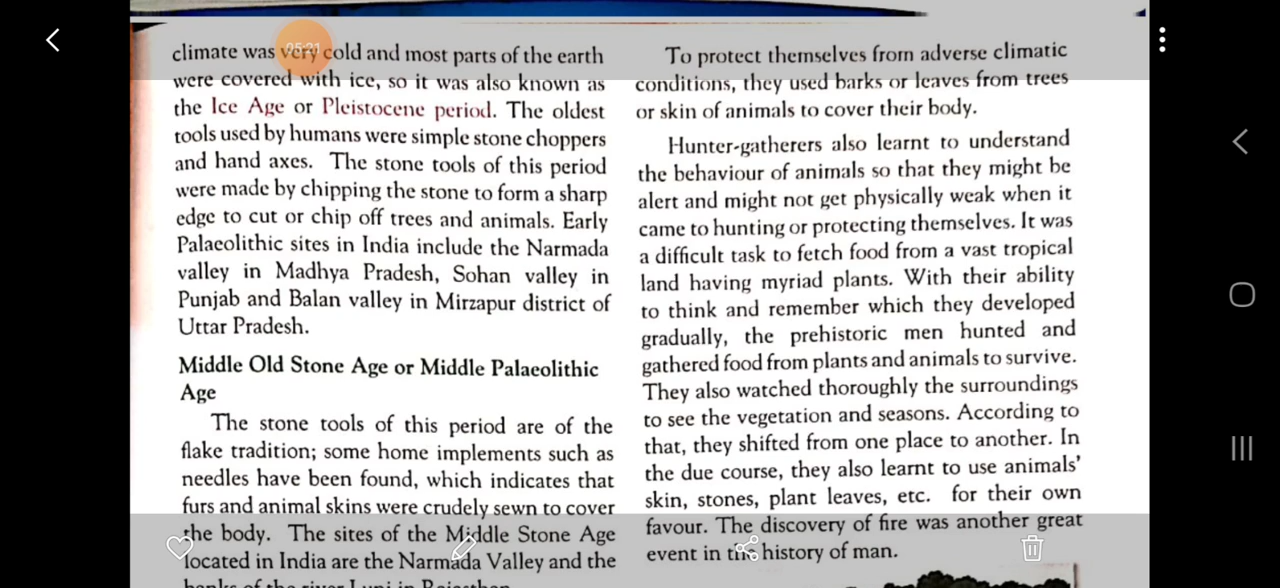 climate was very cold and most parts of the earth
were covered with ice, so it was also known as
the Ice Age or Pleistocene period. The oldest
tools used by humans were simple stone choppers
and hand axes. The stone tools of this period
were made by chipping the stone to form a sharp
edge to cut or chip off trees and animals. Early
Palaeolithic sites in India include the Narmada
valley in Madhya Pradesh, Sohan valley in
Punjab and Balan valley in Mirzapur district of
Uttar Pradesh.
Middle Old Stone Age or Middle Palaeolithic
Age
The stone tools of this period are of the
flake tradition; some home implements such as
needles have been found, which indicates that
furs and animal skins were crudely sewn to cover
the body. The sites of the Middle Stone Age
located in India are the Narmada Valley and the
banks of the river Luni in Rajasthan
To protect themselves from adverse climatic
conditions, they used barks or leaves from trees
or skin of animals to cover their body.
Hunter-gatherers also learnt to understand
the behaviour of animals so that they might be
alert and might not get physically weak when it
came to hunting or protecting themselves. It was
a difficult task to fetch food from a vast tropical
land having myriad plants. With their ability
to think and remember which they developed
gradually, the prehistoric men hunted and
gathered food from plants and animals to survive.
They also watched thoroughly the surroundings
to see the vegetation and seasons. According to
that, they shifted from one place to another. In
the due course, they also learnt to use animals'
skin, stones, plant leaves, etc. for their own
favour. The discovery of fire was another great
event in the history of man.
05:21